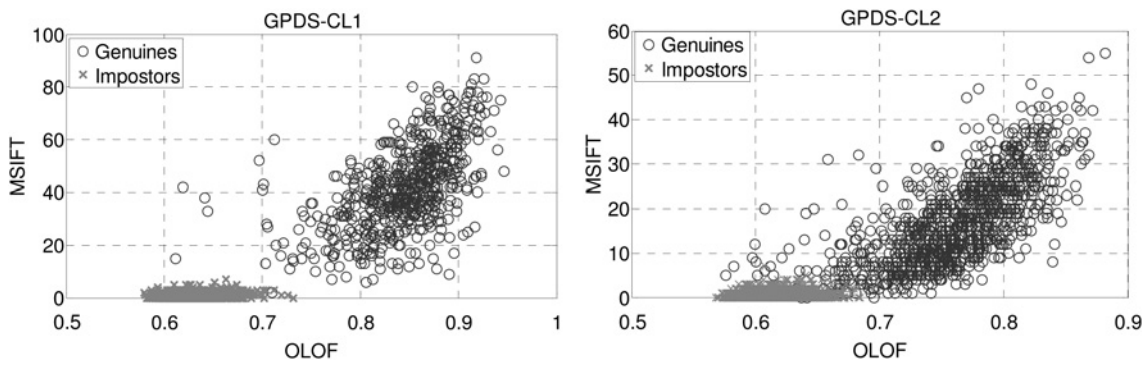 GPDS-CL1
100
80
60
40
20
0
MSIFT
Genuines
Impostors
0.5 0.6 0.7 0.8 0.9 1
OLOF
GPDS-CL2
60
50
40
30
20
10
0
MSIFT
Genuines
Impostors
0.5 0.6 0.7 0.8 0.9
OLOF